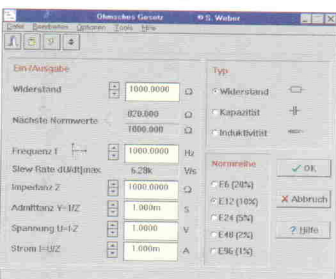 Ohmsches Gesetz © S. Weber
Datei Bearbeiten Optionen Tools Hilfe
Ein-/Ausgabe
Widerstand 1000.0000 Ω
Nächste Normwerte 820.000 Ω
1000.000 Ω
Frequenz f 1000.0000 Hz
Slew Rate dU/dt|max 6.28k V/s
Impedanz Z 1000.0000 Ω
Admittanz Y=1/Z 1.000m S
Spannung U=I·Z 1.0000 V
Strom I=U/Z 1.000m A
Typ
Widerstand
Kapazität
Induktivität
Normreihe
E6 (20%)
E12 (10%)
E24 (5%)
E48 (2%)
E96 (1%)
OK
Abbruch
Hilfe